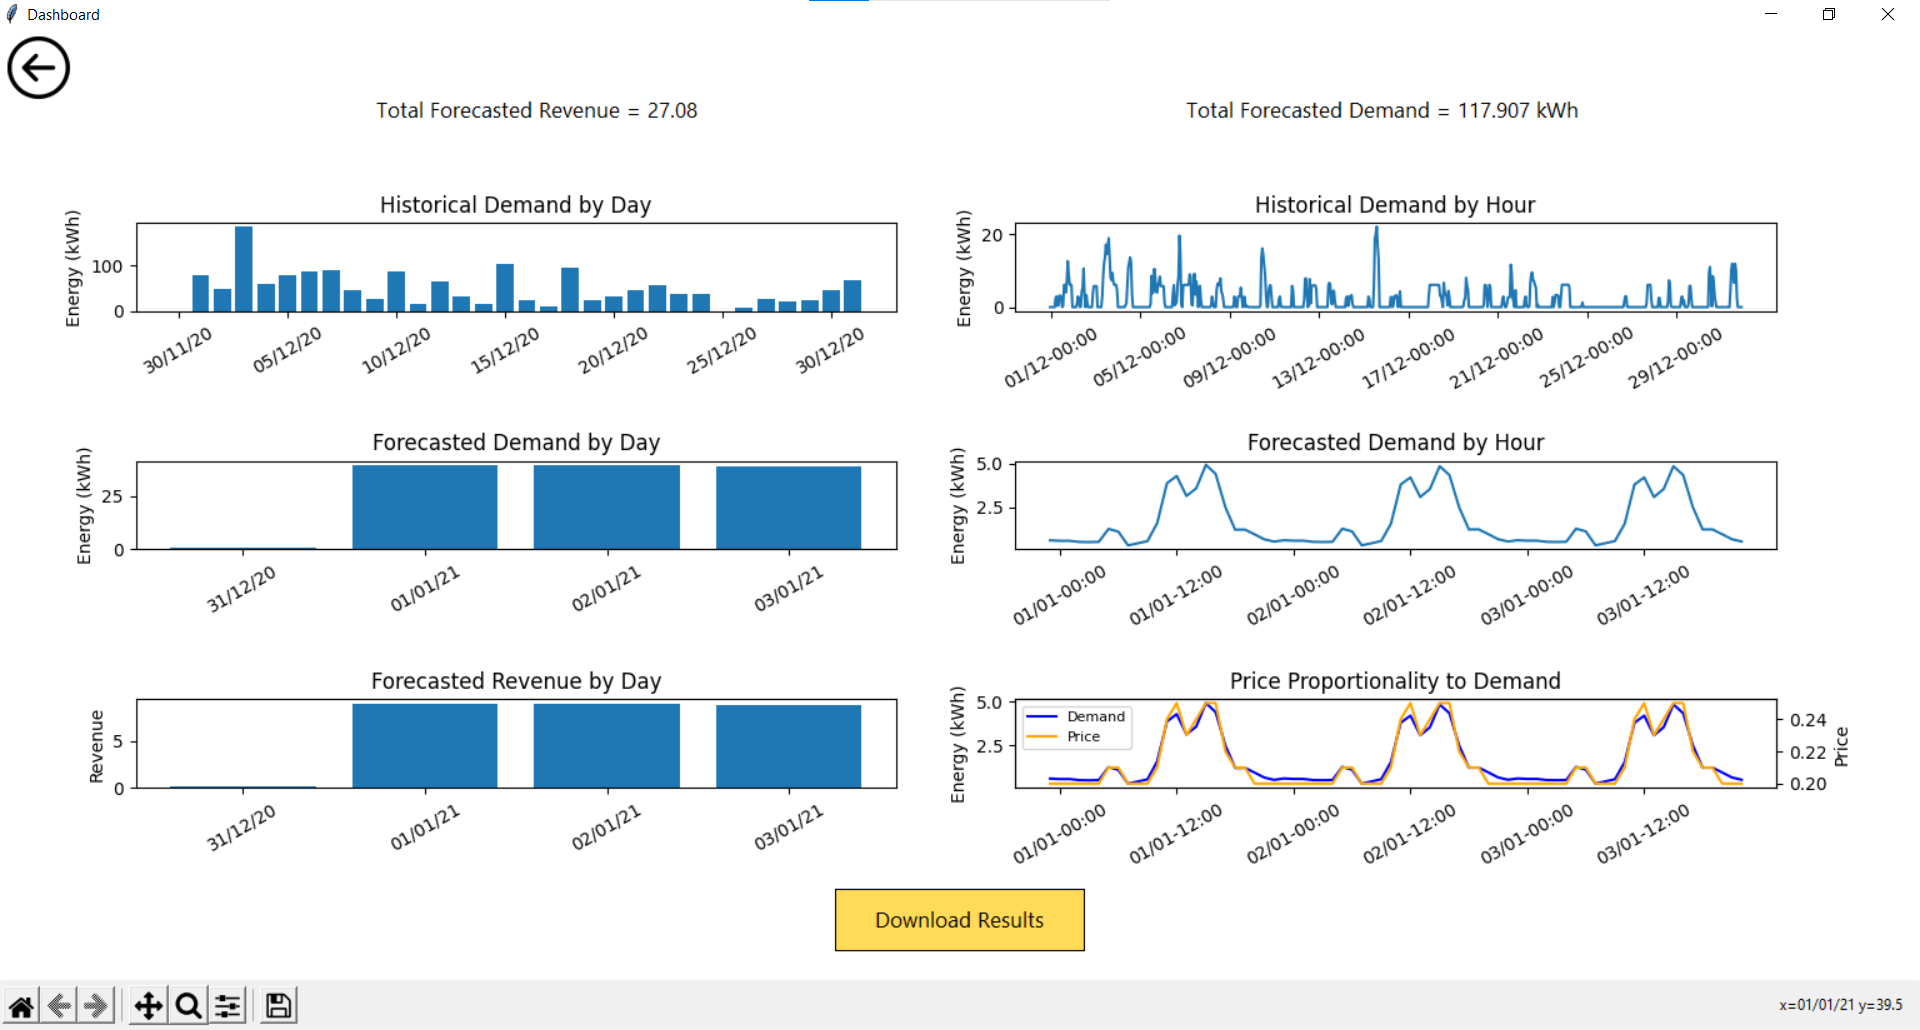 Dashboard
Total Forecasted Revenue = 27.08
Total Forecasted Demand = 117.907 kWh
Historical Demand by Day
Energy (kWh)
100
0
30/11/20 05/12/20 10/12/20 15/12/20 20/12/20 25/12/20 30/12/20
Historical Demand by Hour
Energy (kWh)
20
0
01/12-00:00 05/12-00:00 09/12-00:00 13/12-00:00 17/12-00:00 21/12-00:00 25/12-00:00 29/12-00:00
Forecasted Demand by Day
Energy (kWh)
25
0
31/12/20 01/01/21 02/01/21 03/01/21
Forecasted Demand by Hour
Energy (kWh)
5.0
2.5
01/01-00:00 01/01-12:00 02/01-00:00 02/01-12:00 03/01-00:00 03/01-12:00
Forecasted Revenue by Day
Revenue
5
0
31/12/20 01/01/21 02/01/21 03/01/21
Price Proportionality to Demand
Energy (kWh)
5.0
2.5
Demand
Price
0.24
0.22
0.20
Price
01/01-00:00 01/01-12:00 02/01-00:00 02/01-12:00 03/01-00:00 03/01-12:00
Download Results
x=01/01/21 y=39.5